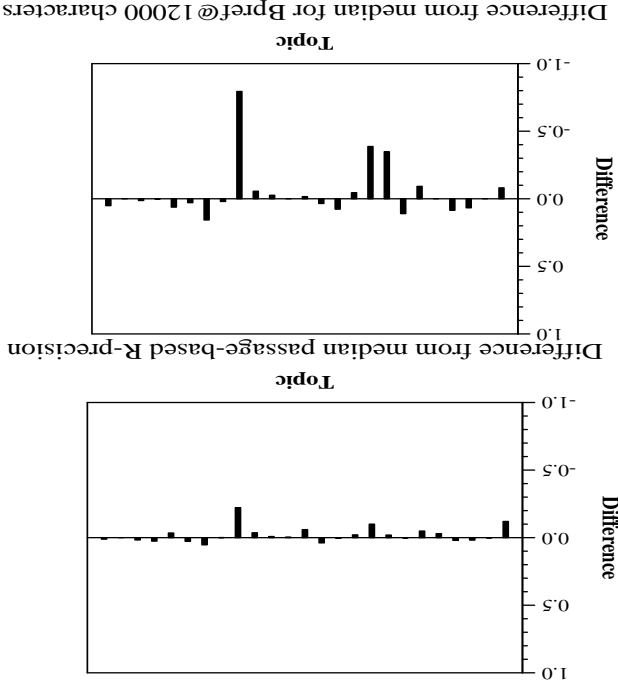 1.0
0.5
0.0
-0.5
-1.0
Difference
Topic
Difference from median passage-based R-precision
1.0
0.5
0.0
-0.5
-1.0
Difference
Topic
Difference from median for Bpref@12000 characters